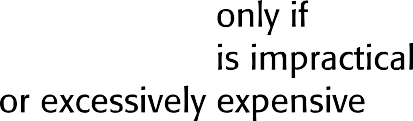 only if
is impractical
or excessively expensive